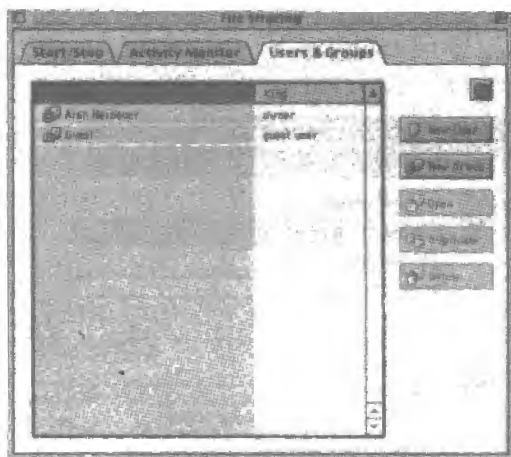 File Sharing
Start/Stop
Activity Monitor
Users & Groups
Kind
owner
Guest
guest user
New User
New Group
Open
Duplicate
Delete